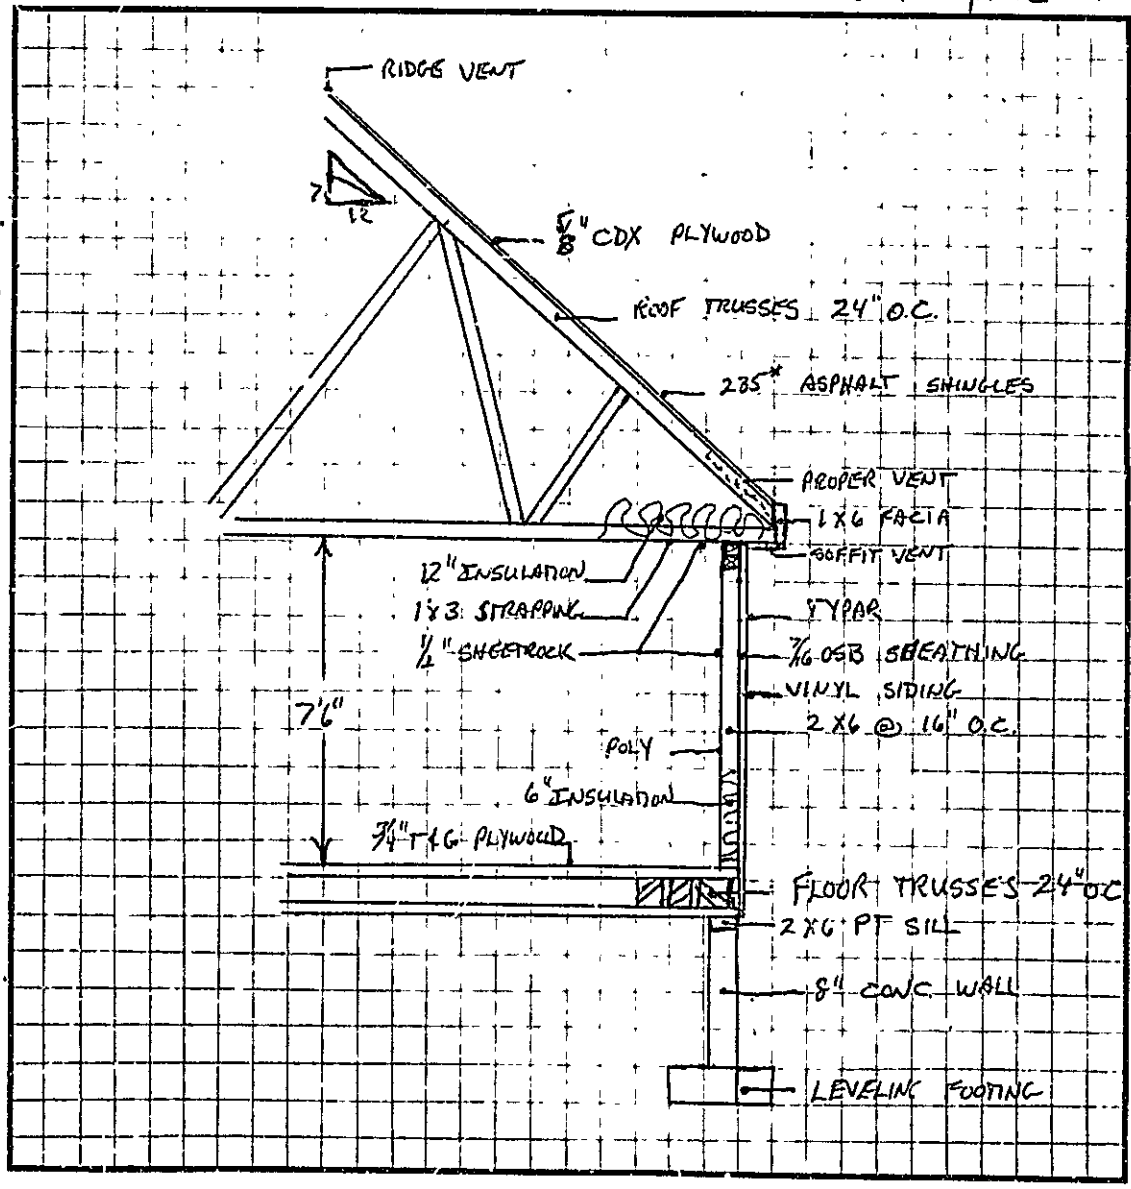 RIDGE VENT
7
12
5/8" CDX PLYWOOD
ROOF TRUSSES 24" O.C.
235# ASPHALT SHINGLES
PROPER VENT
1X6 FACIA
SOFFIT VENT
12" INSULATION
1X3 STRAPPING
1/2" SHEETROCK
TYPAR
7/16 OSB SHEATHING
VINYL SIDING
2X6 @ 16" O.C.
7'6"
POLY
6" INSULATION
3/4" T&G PLYWOOD
FLOOR TRUSSES 24" OC
2X6 PT SILL
8" CONC WALL
LEVELING FOOTING